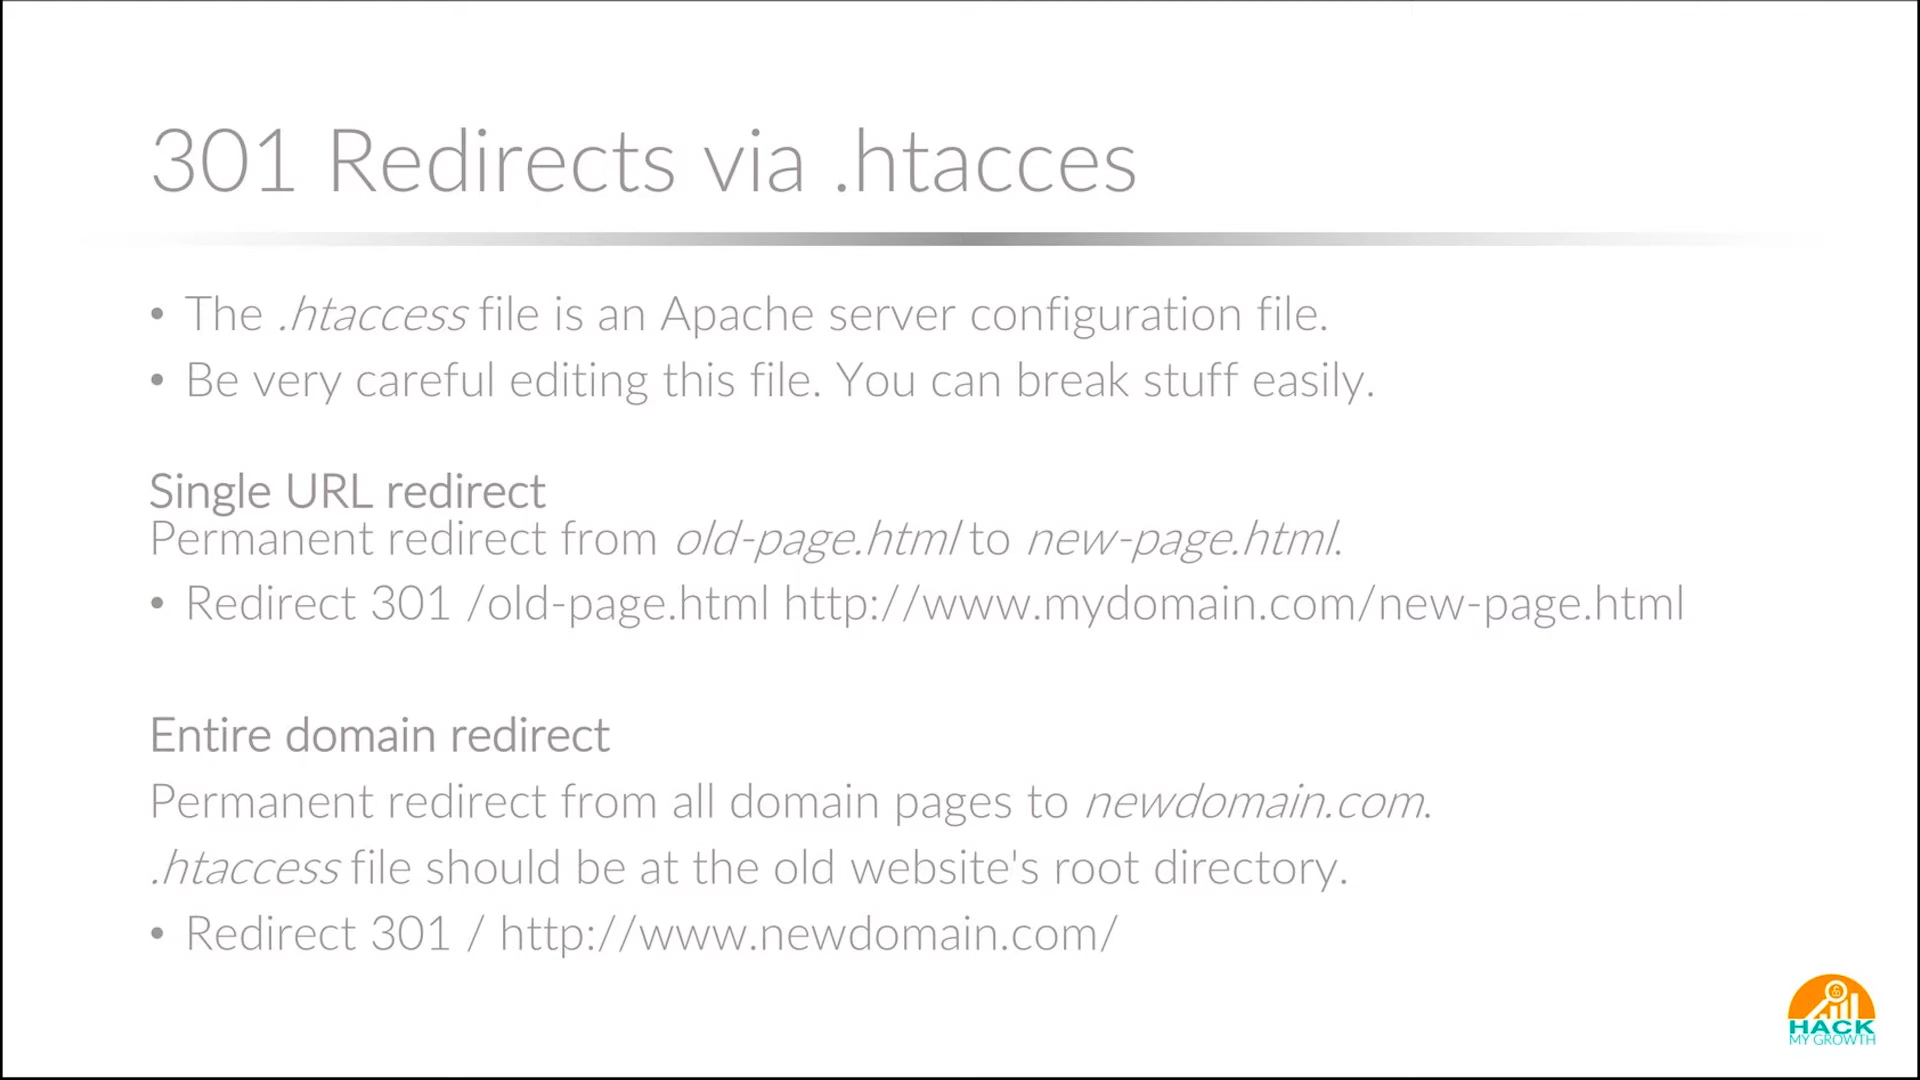 301 Redirects via .htacces
• The .htaccess file is an Apache server configuration file.
• Be very careful editing this file. You can break stuff easily.
Single URL redirect
Permanent redirect from old-page.html to new-page.html.
• Redirect 301 /old-page.html http://www.mydomain.com/new-page.html
Entire domain redirect
Permanent redirect from all domain pages to newdomain.com.
.htaccess file should be at the old website's root directory.
• Redirect 301 / http://www.newdomain.com/
HACK
MY GROWTH